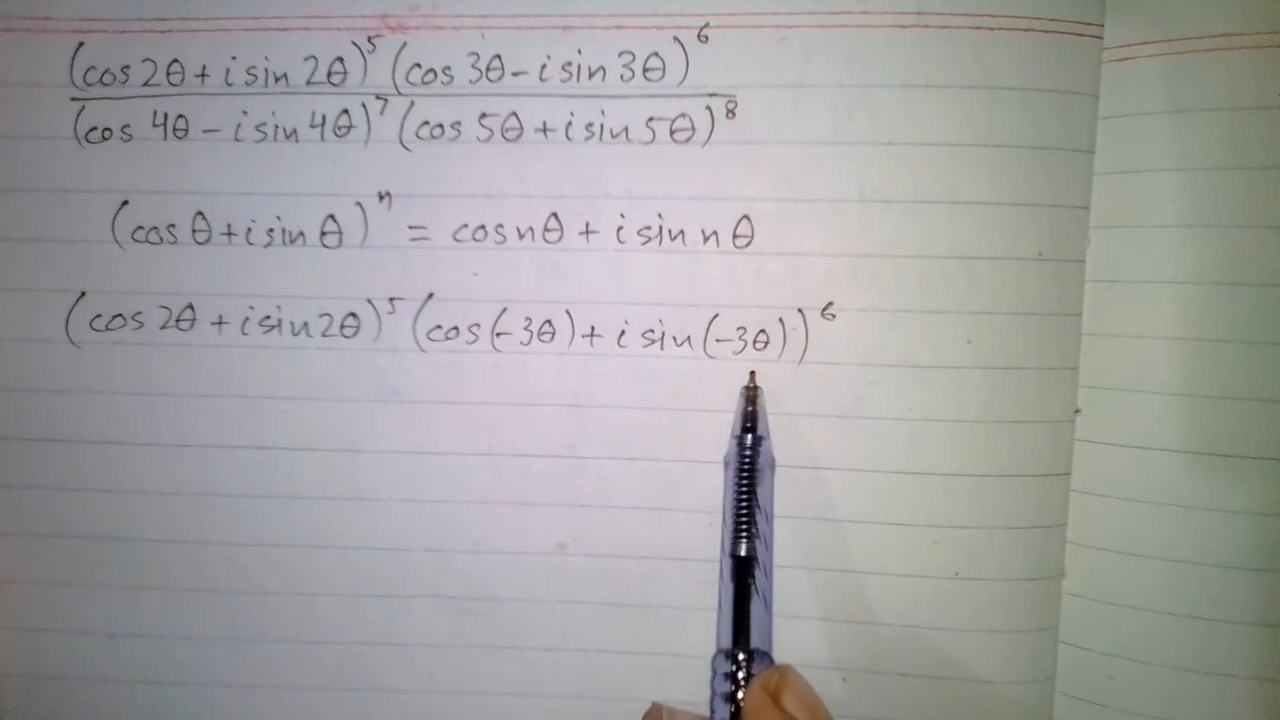 (cos 2θ + i sin 2θ)⁵ (cos 3θ - i sin 3θ)⁶
(cos 4θ - i sin 4θ)⁷ (cos 5θ + i sin 5θ)⁸
(cos θ + i sin θ)ⁿ = cos nθ + i sin nθ
(cos 2θ + i sin 2θ)⁵ (cos(-3θ) + i sin(-3θ))⁶